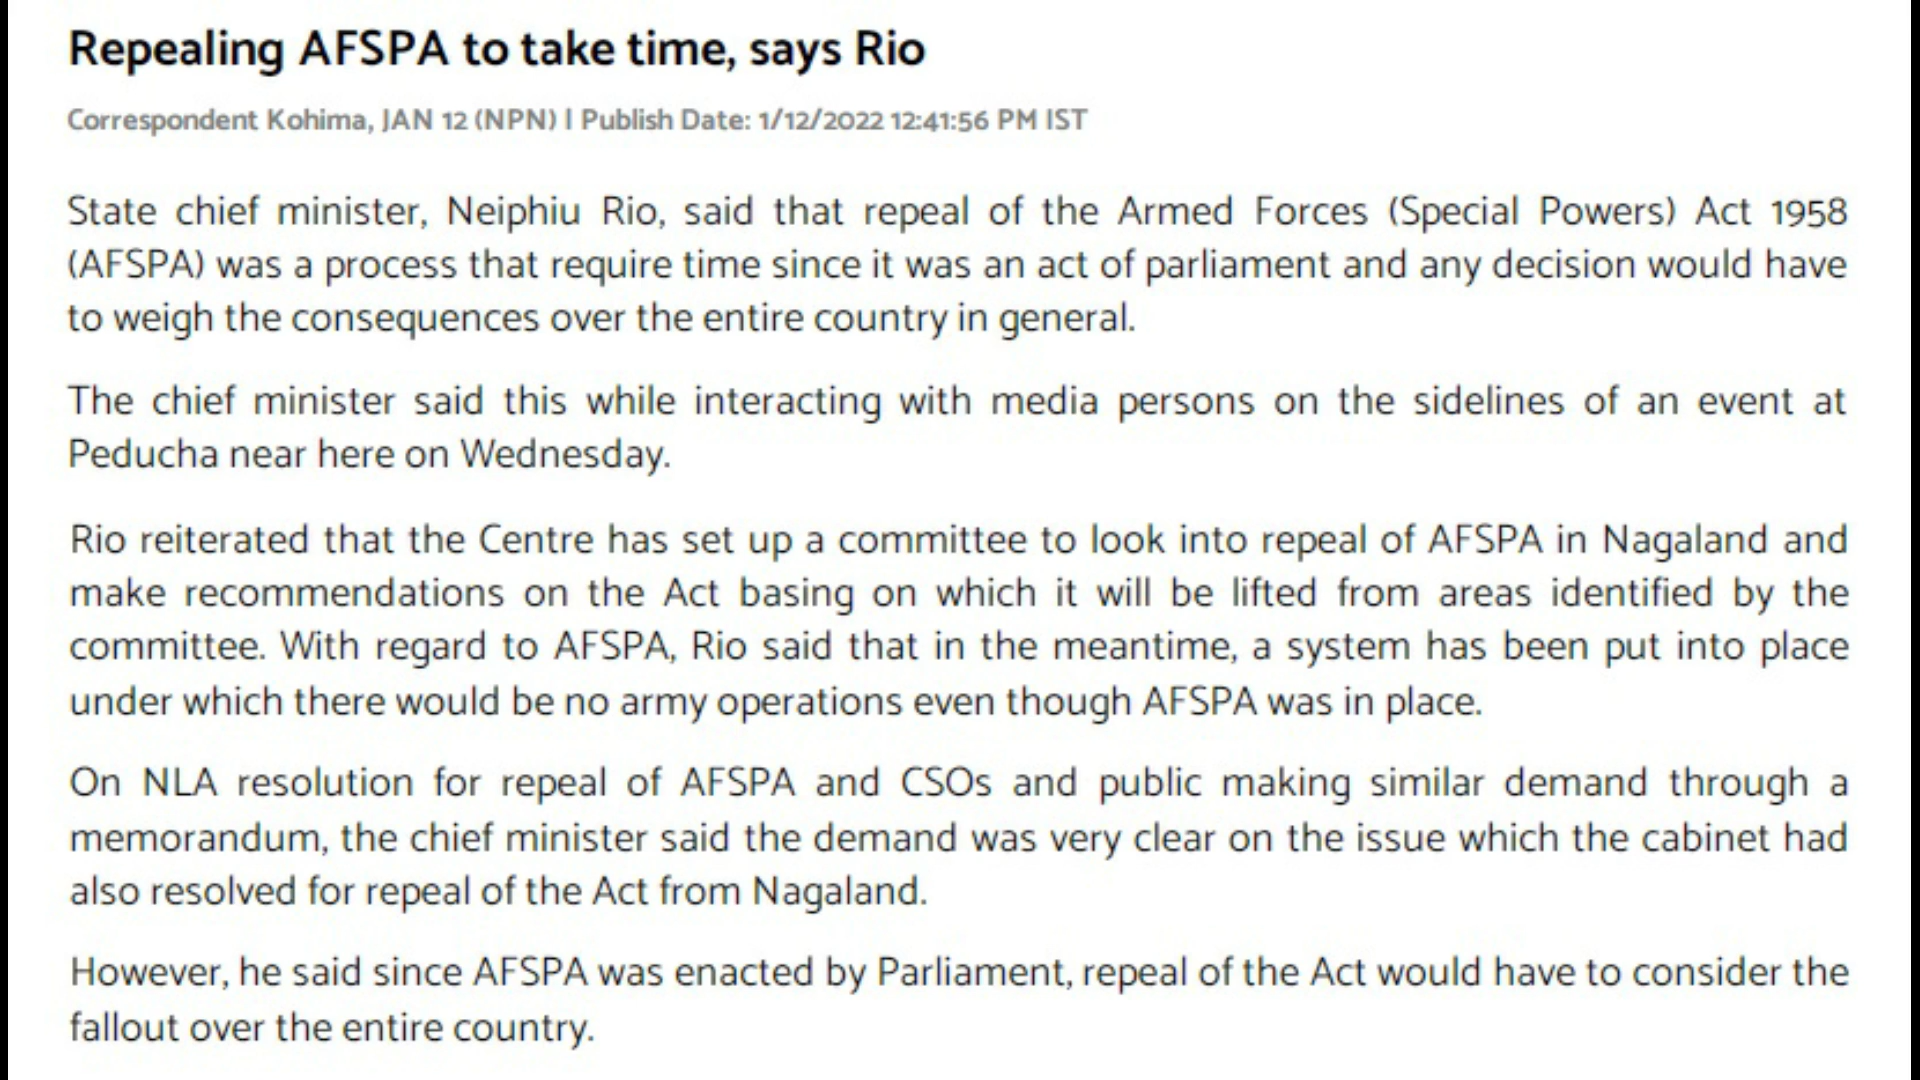 Repealing AFSPA to take time, says Rio
Correspondent Kohima, JAN 12 (NPN) | Publish Date: 1/12/2022 12:41:56 PM IST
State chief minister, Neiphiu Rio, said that repeal of the Armed Forces (Special Powers) Act 1958
(AFSPA) was a process that require time since it was an act of parliament and any decision would have
to weigh the consequences over the entire country in general.
The chief minister said this while interacting with media persons on the sidelines of an event at
Peducha near here on Wednesday.
Rio reiterated that the Centre has set up a committee to look into repeal of AFSPA in Nagaland and
make recommendations on the Act basing on which it will be lifted from areas identified by the
committee. With regard to AFSPA, Rio said that in the meantime, a system has been put into place
under which there would be no army operations even though AFSPA was in place.
On NLA resolution for repeal of AFSPA and CSOs and public making similar demand through a
memorandum, the chief minister said the demand was very clear on the issue which the cabinet had
also resolved for repeal of the Act from Nagaland.
However, he said since AFSPA was enacted by Parliament, repeal of the Act would have to consider the
fallout over the entire country.